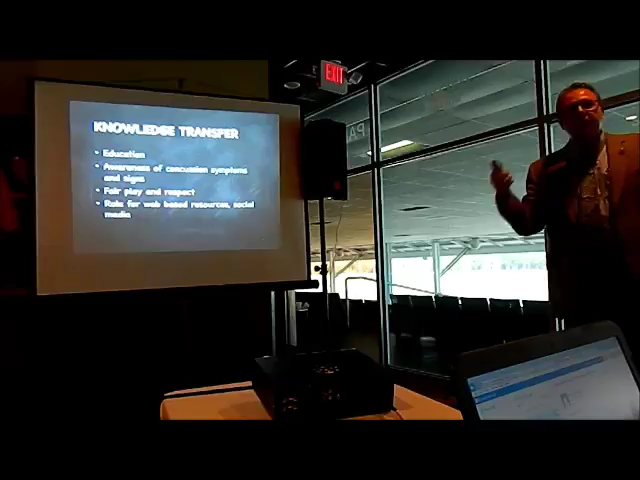 EXIT
KNOWLEDGE TRANSFER
• Education
• Awareness of concussion symptoms
and signs
• Fair play and respect
• Role for web based resources, social
media
PA